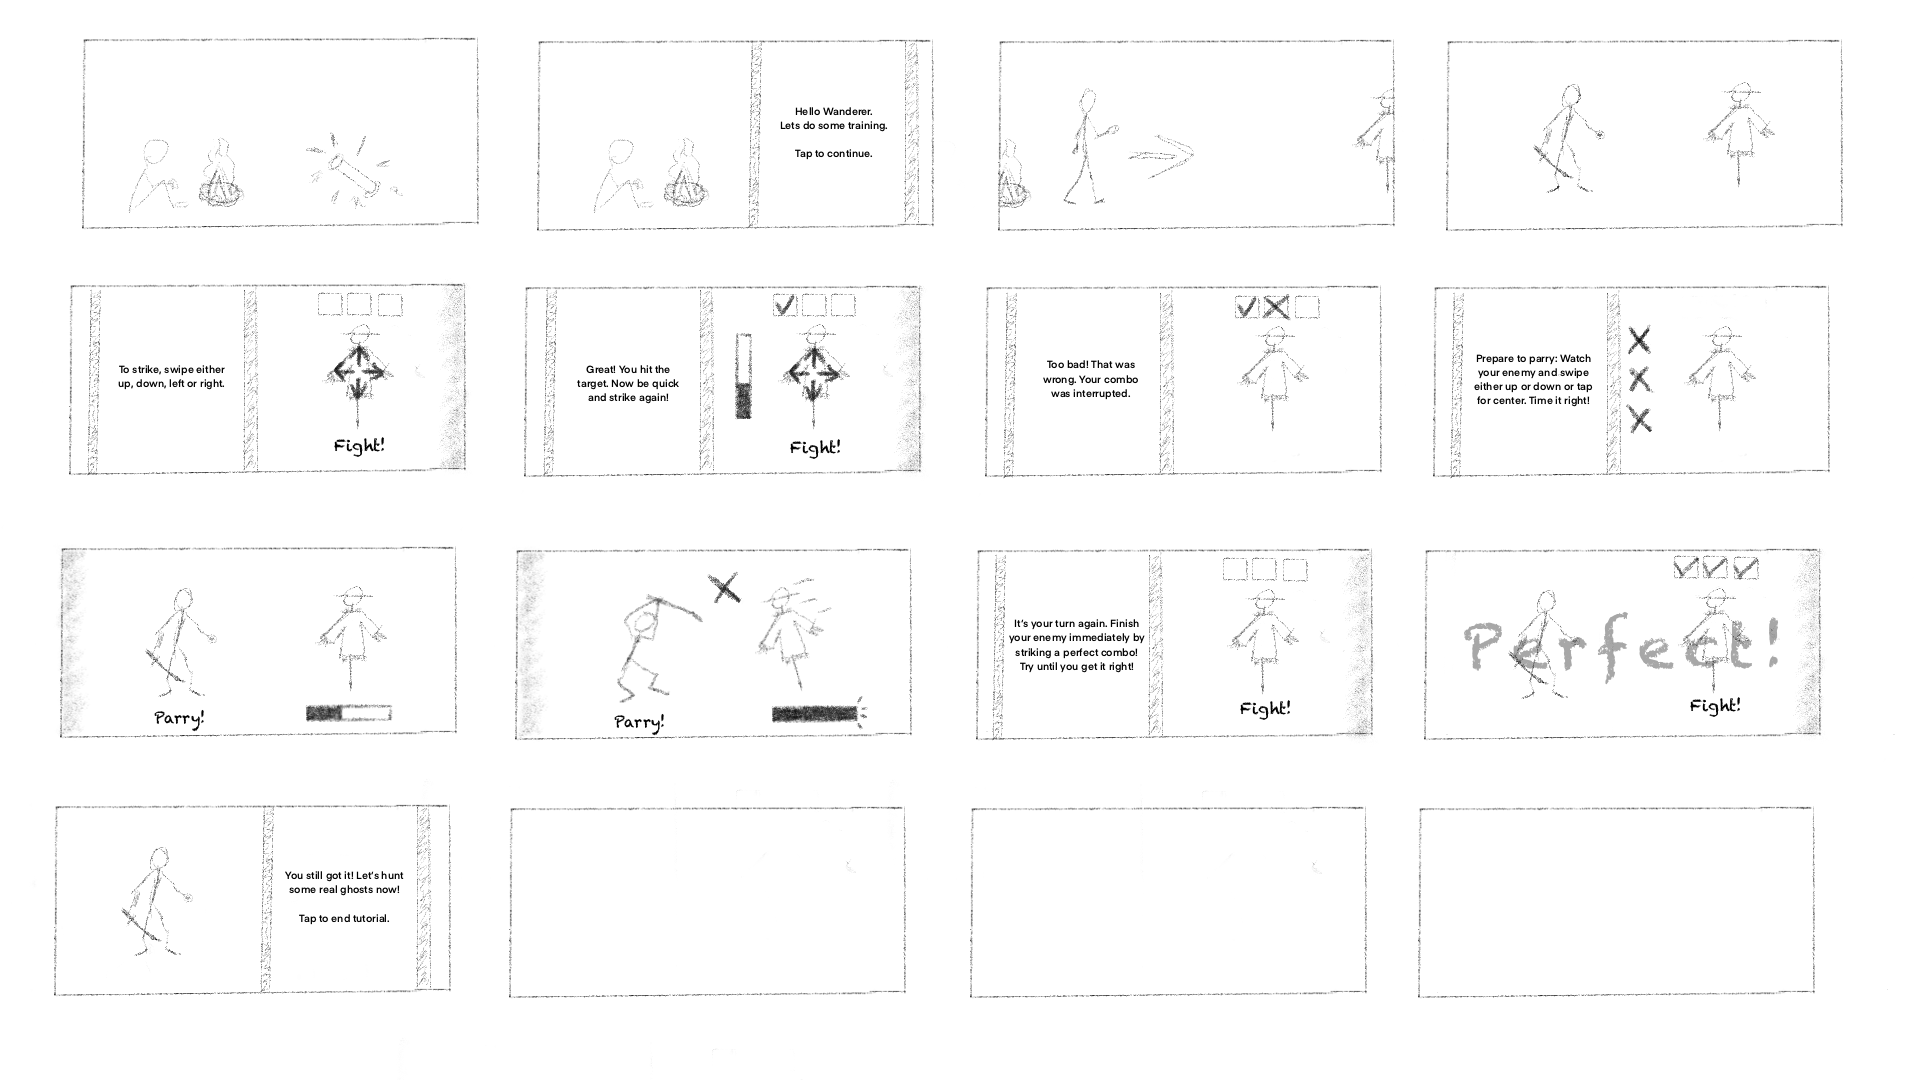 Hello Wanderer.
Lets do some training.
Tap to continue.
To strike, swipe either
up, down, left or right.
Fight!
Great! You hit the
target. Now be quick
and strike again!
Fight!
Too bad! That was
wrong. Your combo
was interrupted.
Prepare to parry: Watch
your enemy and swipe
either up or down or tap
for center. Time it right!
Parry!
Parry!
It's your turn again. Finish
your enemy immediately by
striking a perfect combo!
Try until you get it right!
Fight!
Perfect!
Fight!
You still got it! Let's hunt
some real ghosts now!
Tap to end tutorial.